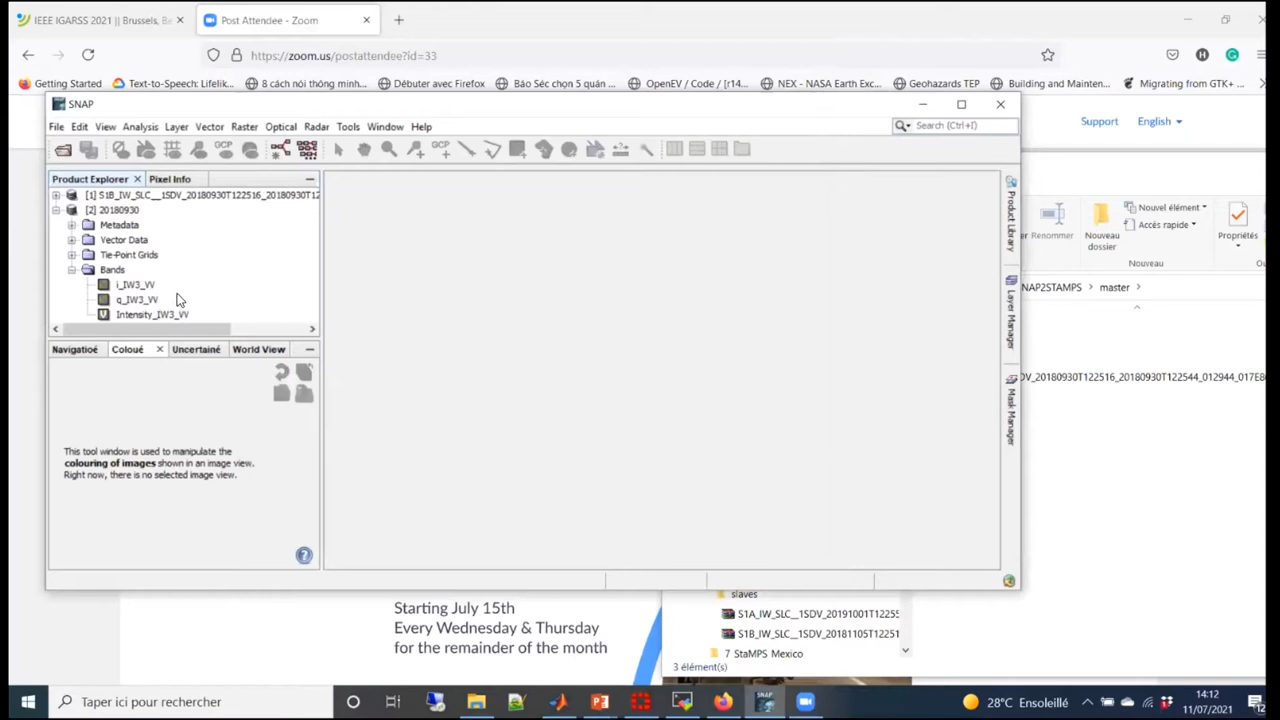 IEEE IGARSS 2021 || Brussels, Be
Post Attendee - Zoom
https://zoom.us/postattendee?id=33
Getting Started
Text-to-Speech: Lifelik...
8 cách nói thông minh...
Débuter avec Firefox
Báo Séc chọn 5 quán ...
OpenEV / Code / [r14...
NEX - NASA Earth Exc...
Geohazards TEP
Building and Mainten...
Migrating from GTK+ ...
SNAP
Support
English
File Edit View Analysis Layer Vector Raster Optical Radar Tools Window Help
Search (Ctrl+I)
GCP
GCP
Product Explorer
Pixel Info
[1] S1B_IW_SLC__1SDV_20180930T122516_20180930T12
[2] 20180930
Metadata
Vector Data
Tie-Point Grids
Bands
i_IW3_VV
q_IW3_VV
Intensity_IW3_VV
Navigatioé
Coloué
Uncertainé
World View
This tool window is used to manipulate the
colouring of images shown in an image view.
Right now, there is no selected image view.
Product Library
Layer Manager
Mask Manager
Renommer
Nouveau
dossier
Nouvel élément
Accès rapide
Nouveau
Propriétés
NAP2STAMPS > master
DV_20180930T122516_20180930T122544_012944_017E8
Starting July 15th
Every Wednesday & Thursday
for the remainder of the month
slaves
S1A_IW_SLC__1SDV_20191001T12255
S1B_IW_SLC__1SDV_20181105T12251
7 StaMPS Mexico
3 élément(s)
Taper ici pour rechercher
28°C Ensoleillé
14:12
11/07/2021